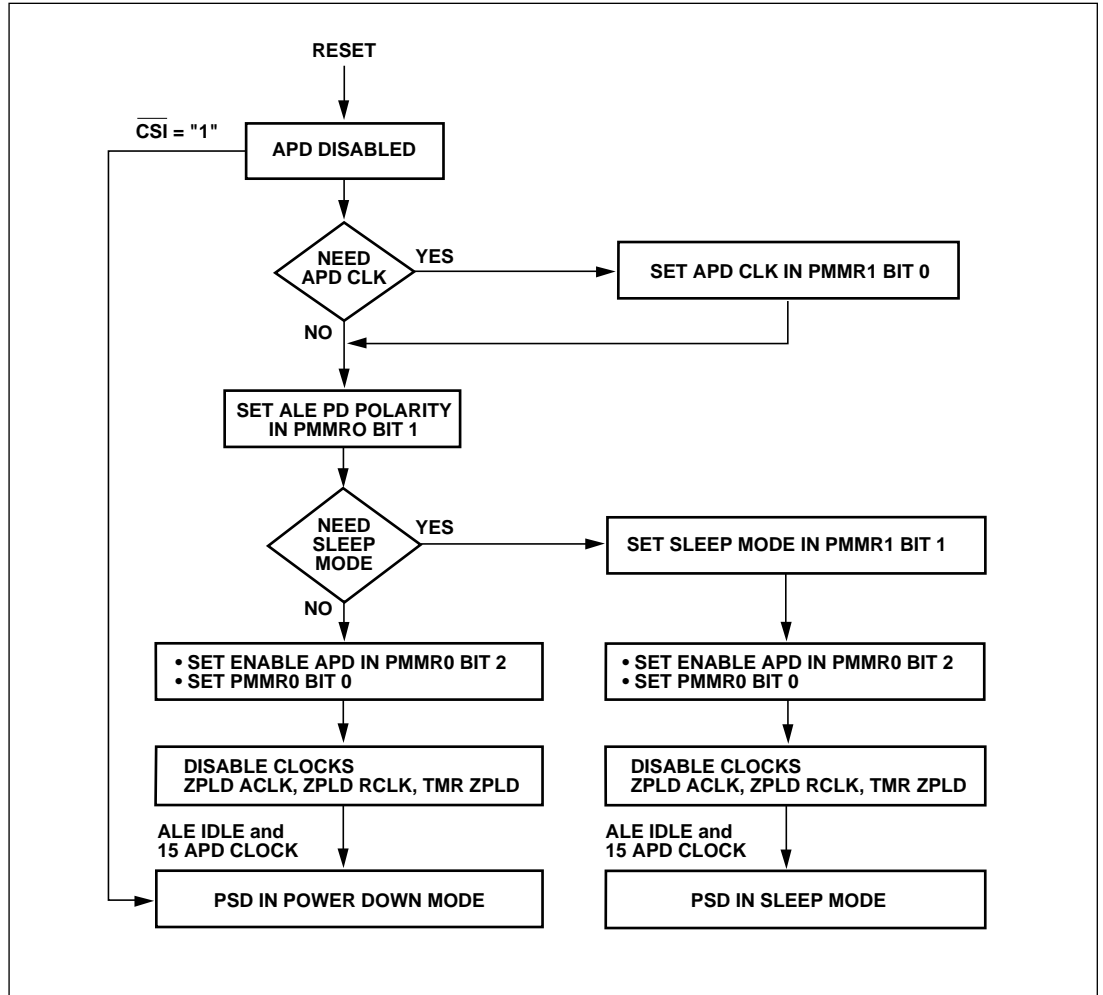 RESET
CSI = "1"
APD DISABLED
NEED
APD CLK
YES
SET APD CLK IN PMMR1 BIT 0
NO
SET ALE PD POLARITY
IN PMMRO BIT 1
NEED
SLEEP
MODE
YES
SET SLEEP MODE IN PMMR1 BIT 1
NO
• SET ENABLE APD IN PMMR0 BIT 2
• SET PMMR0 BIT 0
• SET ENABLE APD IN PMMR0 BIT 2
• SET PMMR0 BIT 0
DISABLE CLOCKS
ZPLD ACLK, ZPLD RCLK, TMR ZPLD
DISABLE CLOCKS
ZPLD ACLK, ZPLD RCLK, TMR ZPLD
ALE IDLE and
15 APD CLOCK
ALE IDLE and
15 APD CLOCK
PSD IN POWER DOWN MODE
PSD IN SLEEP MODE